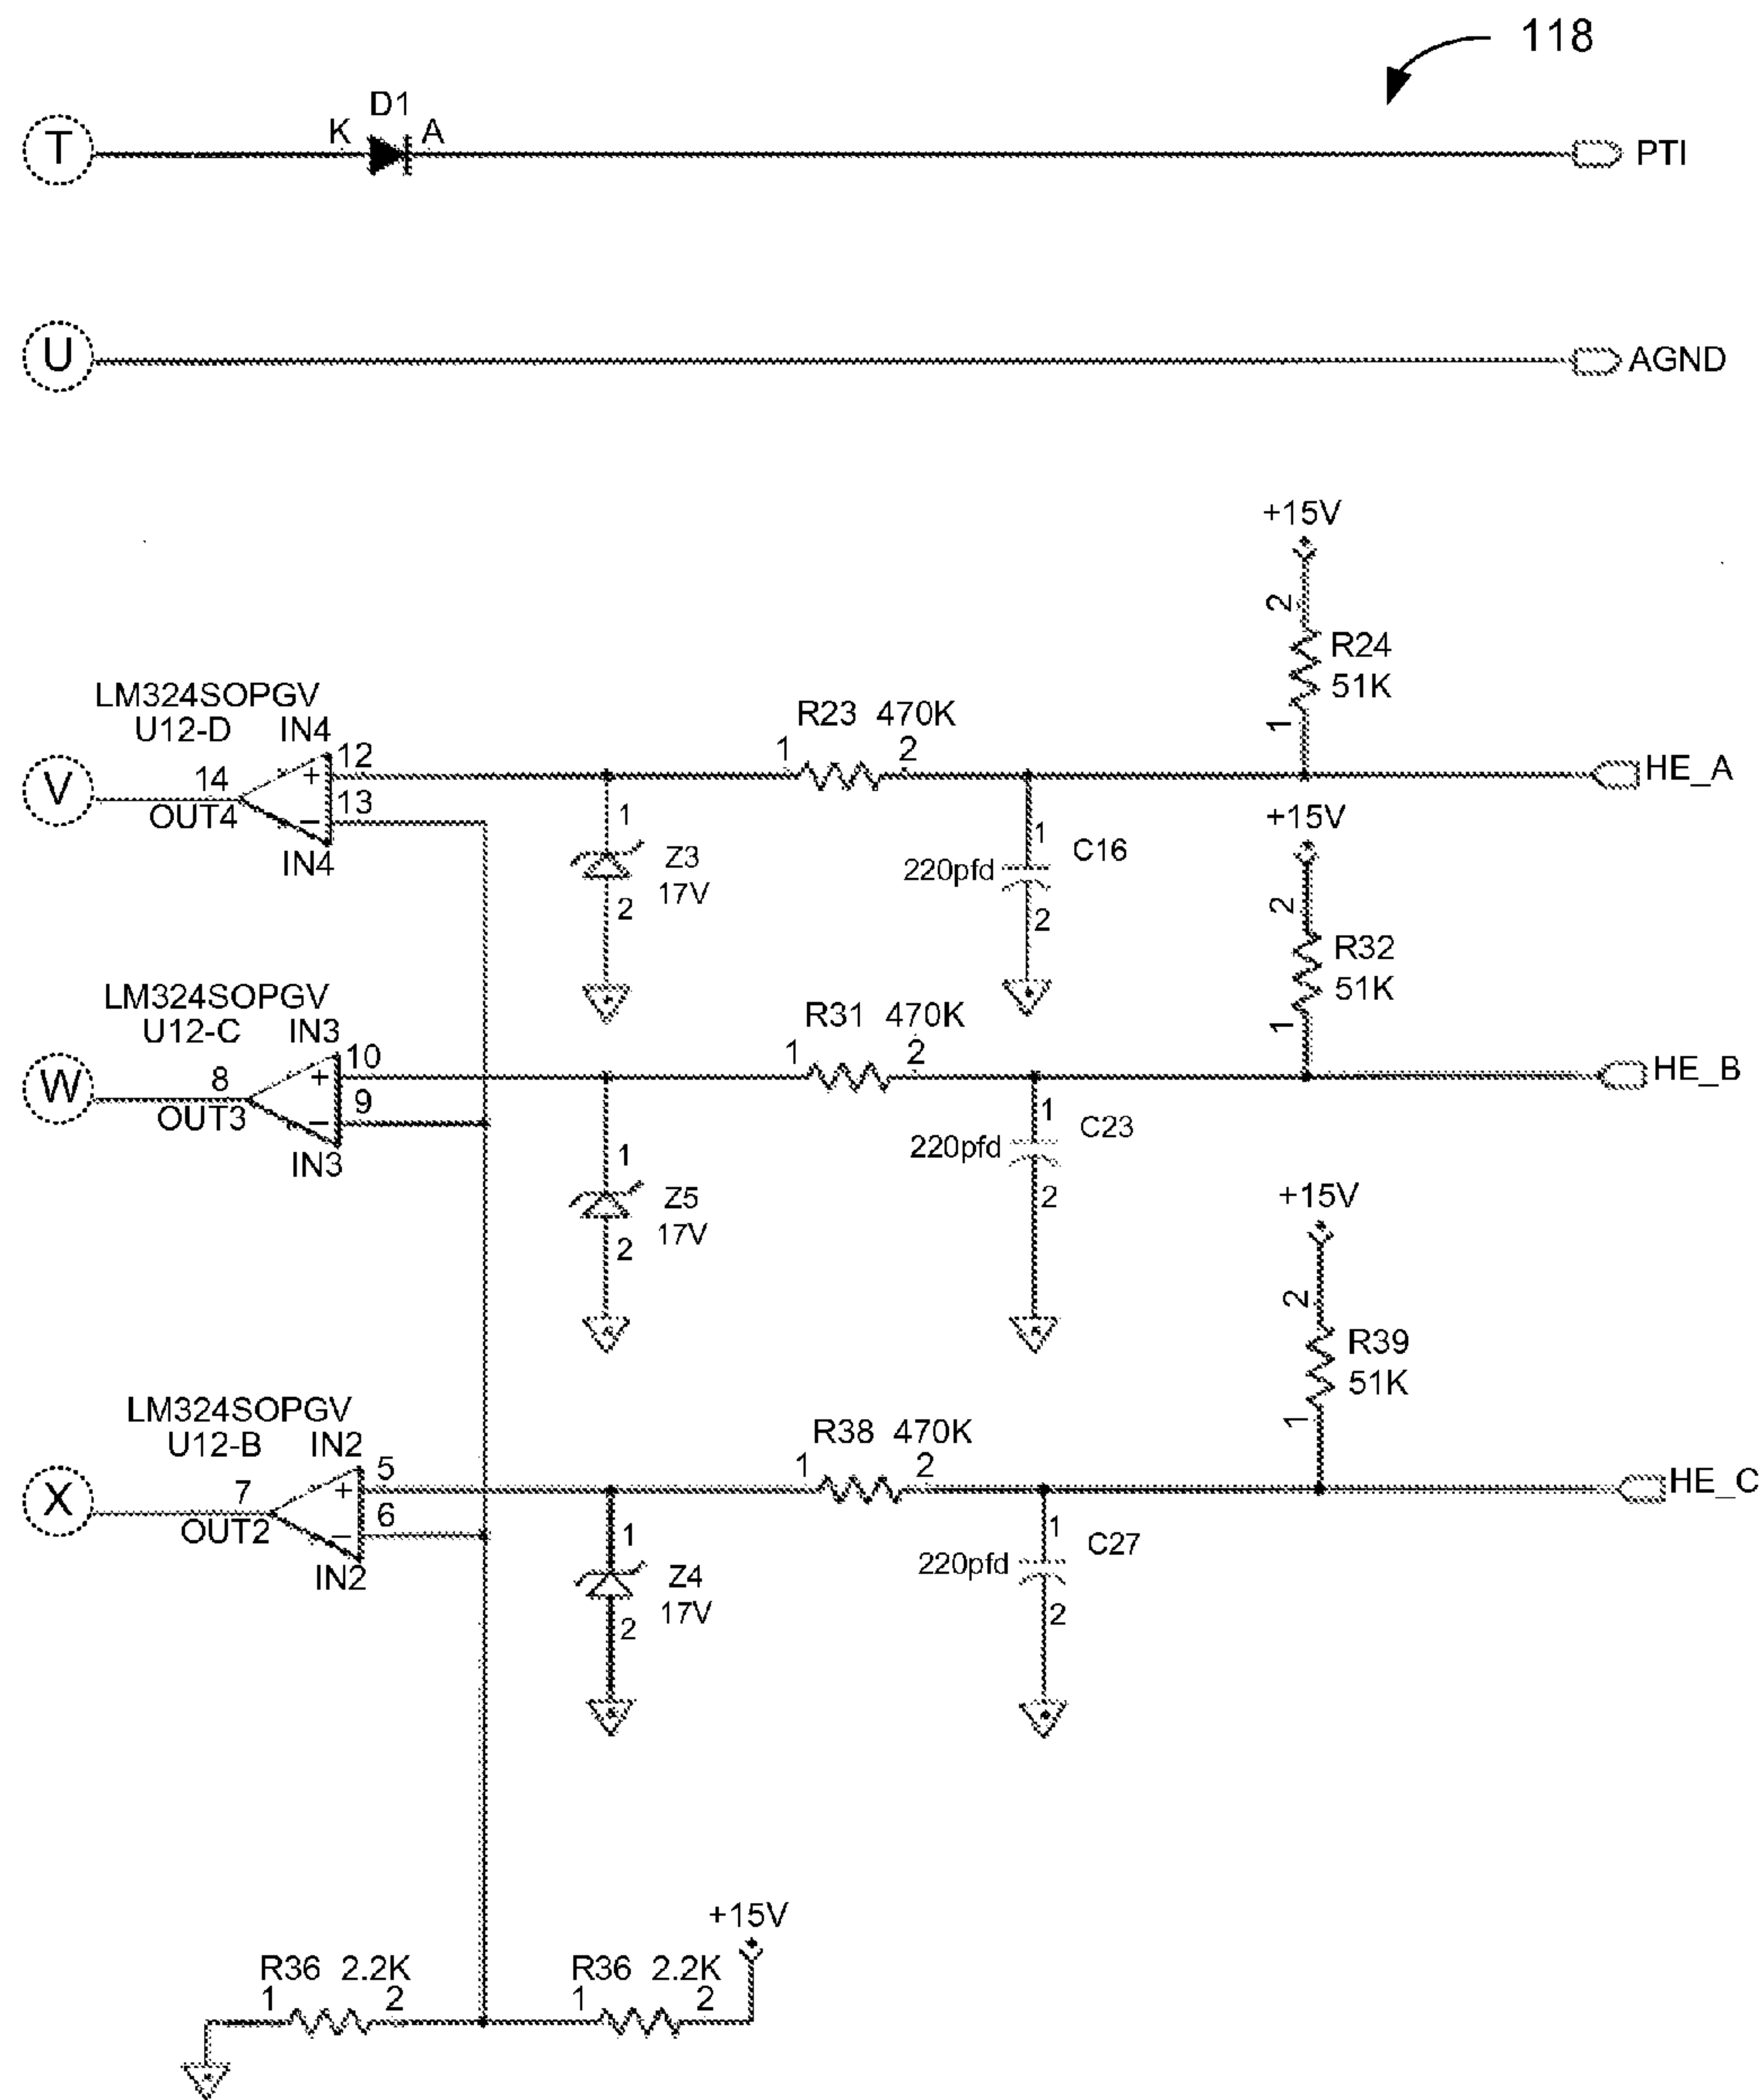 118
D1
T K A PTI
U AGND
+15V
2
R24
51K
1
LM324SOPGV
U12-D IN4
R23 470K
1 2
V 14 + 12 HE_A
OUT4 - 13
IN4
+15V
1
Z3
17V
2
1
C16
220pfd
2
2
R32
51K
1
LM324SOPGV
U12-C IN3
R31 470K
1 2
W 8 + 10 HE_B
OUT3 - 9
IN3
1
Z5
17V
2
1
C23
220pfd
2
+15V
2
R39
51K
1
LM324SOPGV
U12-B IN2
R38 470K
1 2
X 7 + 5 HE_C
OUT2 - 6
IN2
1
Z4
17V
2
1
C27
220pfd
2
+15V
R36 2.2K R36 2.2K
1 2 1 2